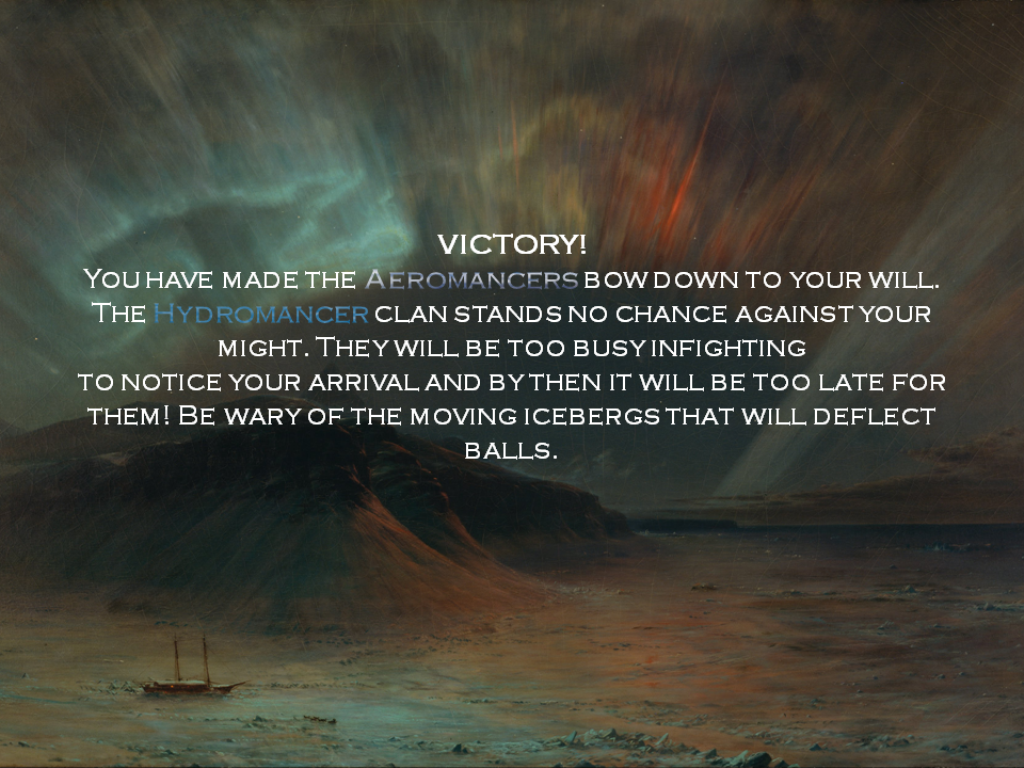 VICTORY!
YOU HAVE MADE THE AEROMANCERS BOW DOWN TO YOUR WILL.
THE HYDROMANCER CLAN STANDS NO CHANCE AGAINST YOUR
MIGHT. THEY WILL BE TOO BUSY INFIGHTING
TO NOTICE YOUR ARRIVAL AND BY THEN IT WILL BE TOO LATE FOR
THEM! BE WARY OF THE MOVING ICEBERGS THAT WILL DEFLECT
BALLS.